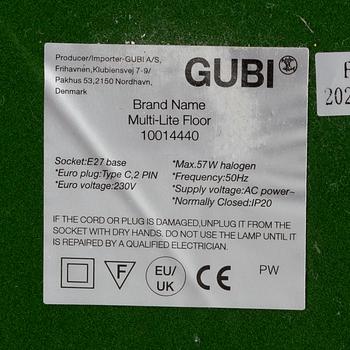 Producer/Importer-GUBI A/S,
Frihavnen,Klubiensvej 7-9/
Pakhus 53,2150 Nordhavn,
Denmark
GUBI
Brand Name
Multi-Lite Floor
10014440
Socket:E27 base
*Euro plug:Type C,2 PIN
*Euro voltage:230V
*Max.57W halogen
*Frequency:50Hz
*Supply voltage:AC power~
*Normally Closed:IP20
IF THE CORD OR PLUG IS DAMAGED,UNPLUG IT FROM THE
SOCKET WITH DRY HANDS. DO NOT USE THE LAMP UNTIL IT
IS REPAIRED BY A QUALIFIED ELECTRICIAN.
F
EU/
UK
CE
PW
202